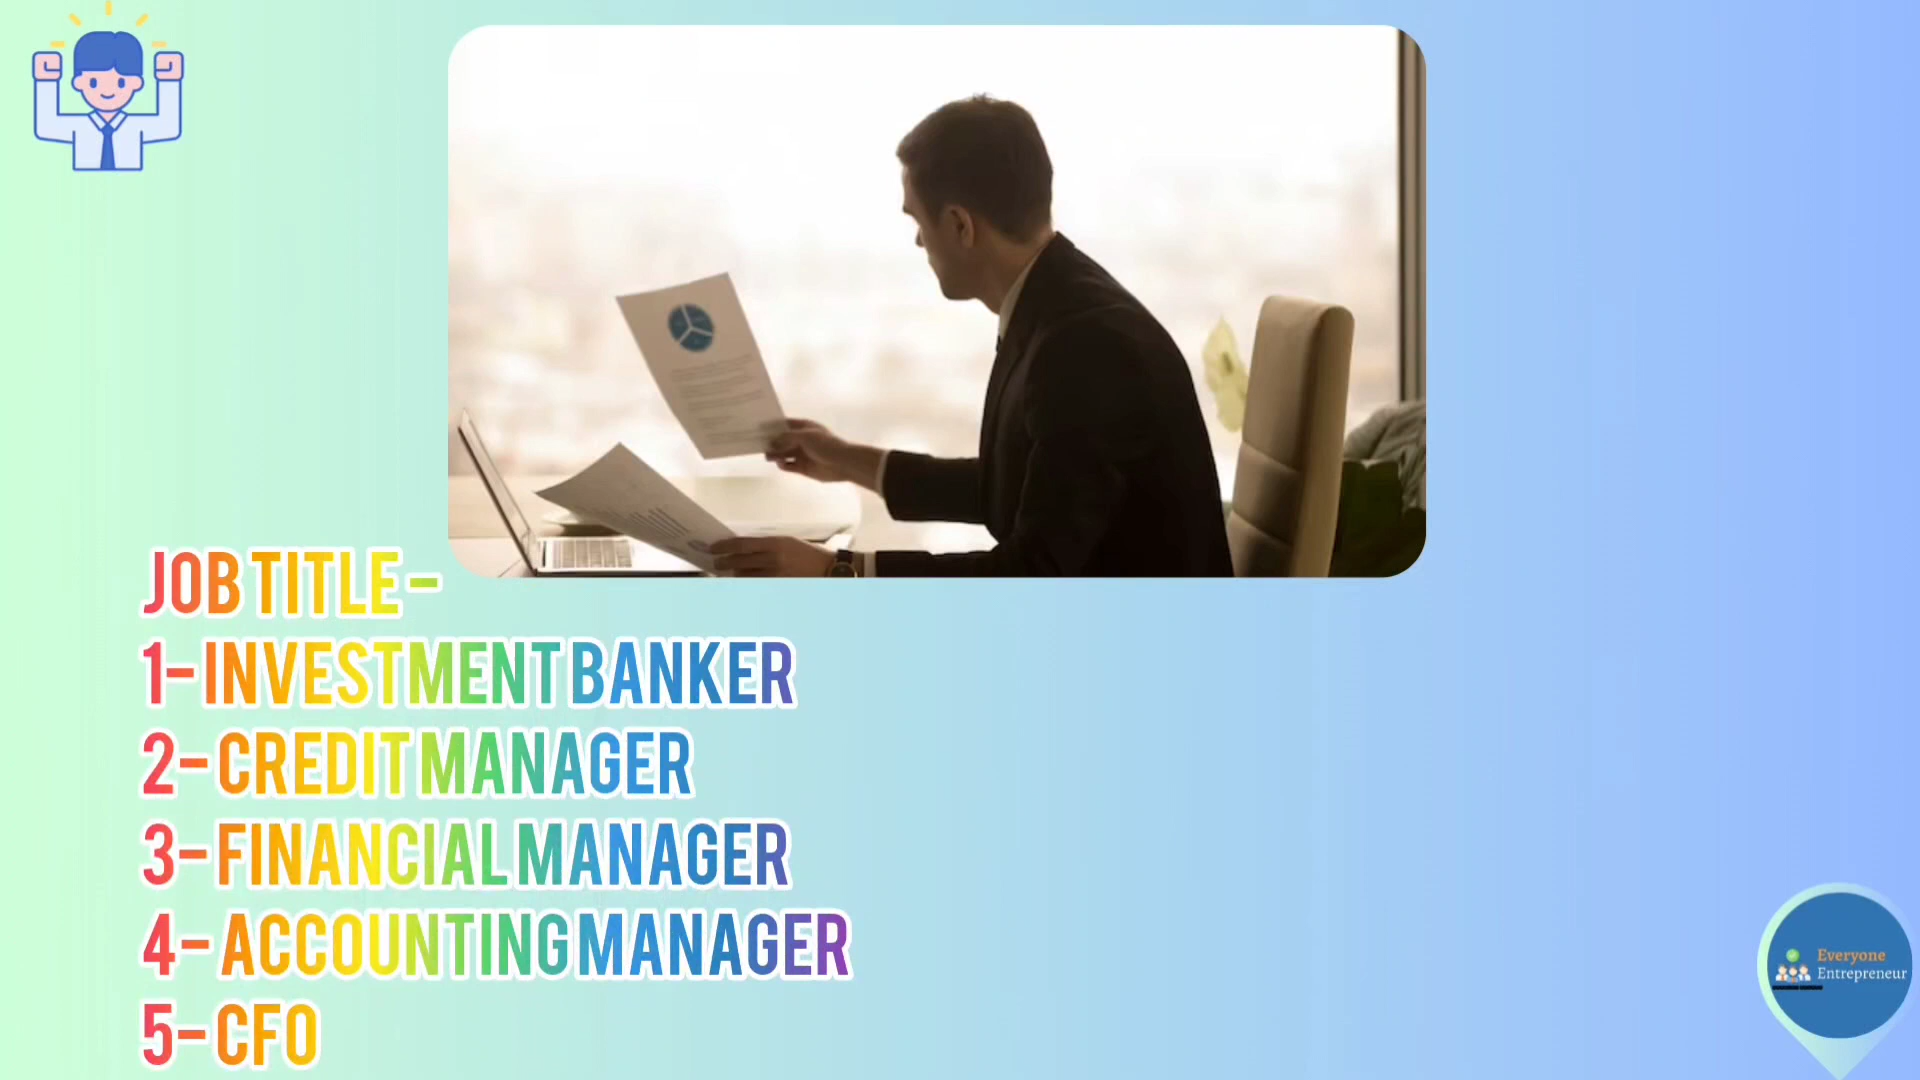 JOB TITLE -
1- INVESTMENT BANKER
2- CREDIT MANAGER
3- FINANCIAL MANAGER
4- ACCOUNTING MANAGER
5- CFO
Everyone
Entrepreneur